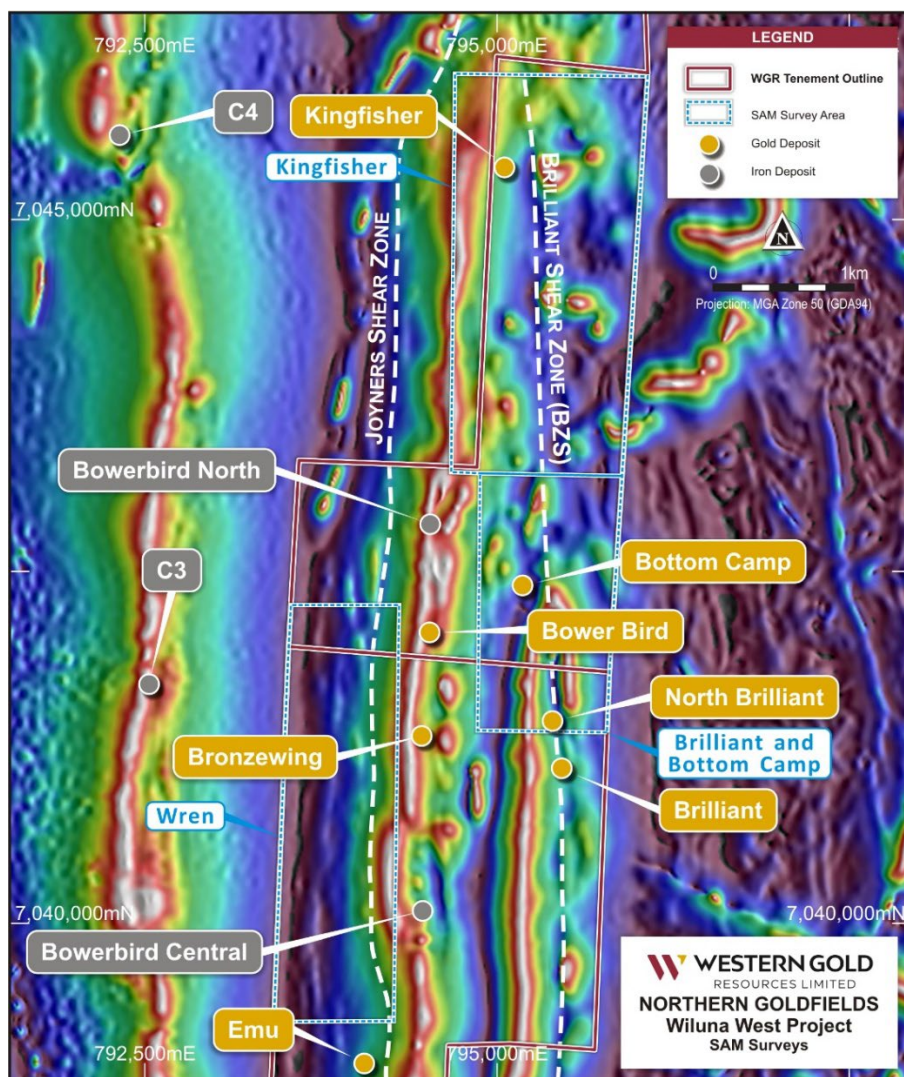 792,500mE
795,000mE
LEGEND
WGR Tenement Outline
SAM Survey Area
Gold Deposit
Iron Deposit
C4
Kingfisher
Kingfisher
7,045,000mN
N
0 1km
Projection: MGA Zone 50 (GDA94)
JOYNERS SHEAR ZONE
BRILLIANT SHEAR ZONE (BZS)
Bowerbird North
C3
Bottom Camp
Bower Bird
North Brilliant
Bronzewing
Brilliant and
Bottom Camp
Wren
Brilliant
7,040,000mN
7,040,000mN
Bowerbird Central
Emu
792,500mE
795,000mE
WESTERN GOLD
RESOURCES LIMITED
NORTHERN GOLDFIELDS
Wiluna West Project
SAM Surveys